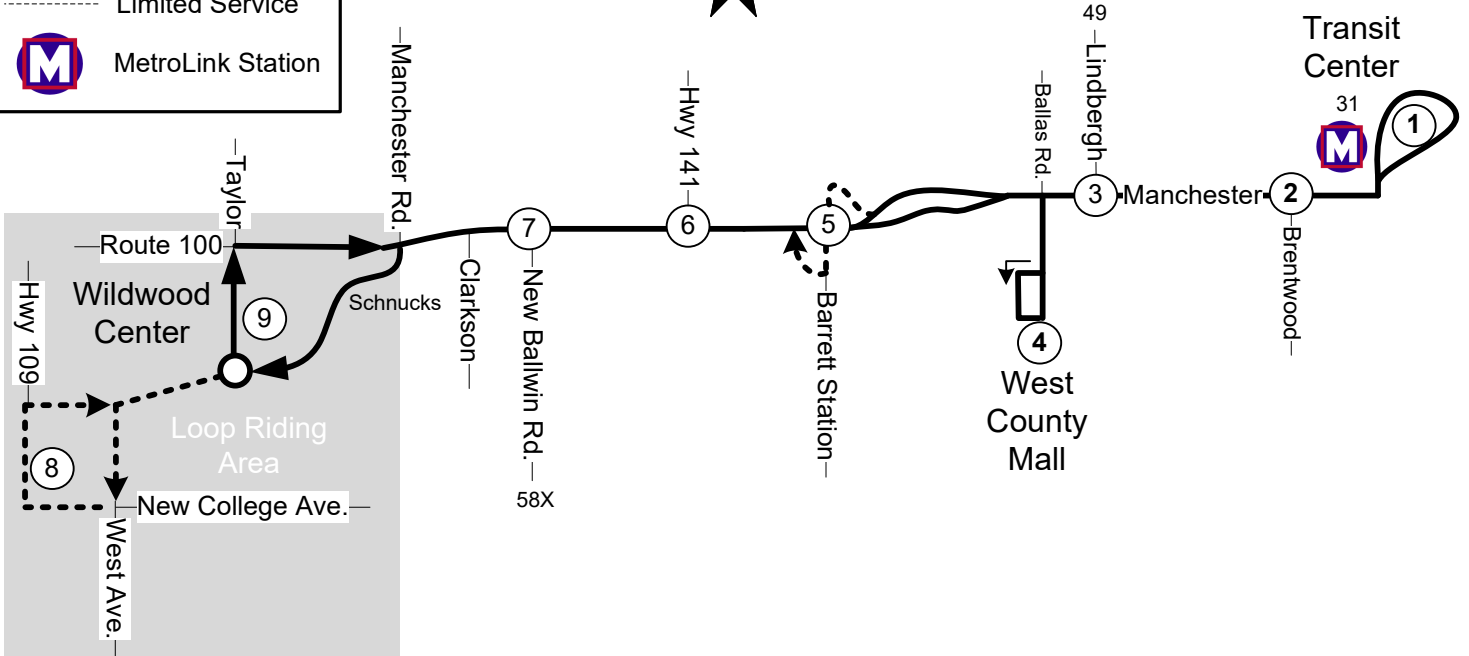 Limited Service
M
MetroLink Station
49
Lindbergh
Transit
Center
31
M
1
Manchester Rd.
Hwy 141
Ballas Rd.
Taylor
3
Manchester
2
Brentwood
5
6
7
Route 100
Clarkson
New Ballwin Rd.
58X
Barrett Station
4
West
County
Mall
Wildwood
Center
Schnucks
9
Hwy 109
Loop Riding
Area
8
New College Ave.
West Ave.